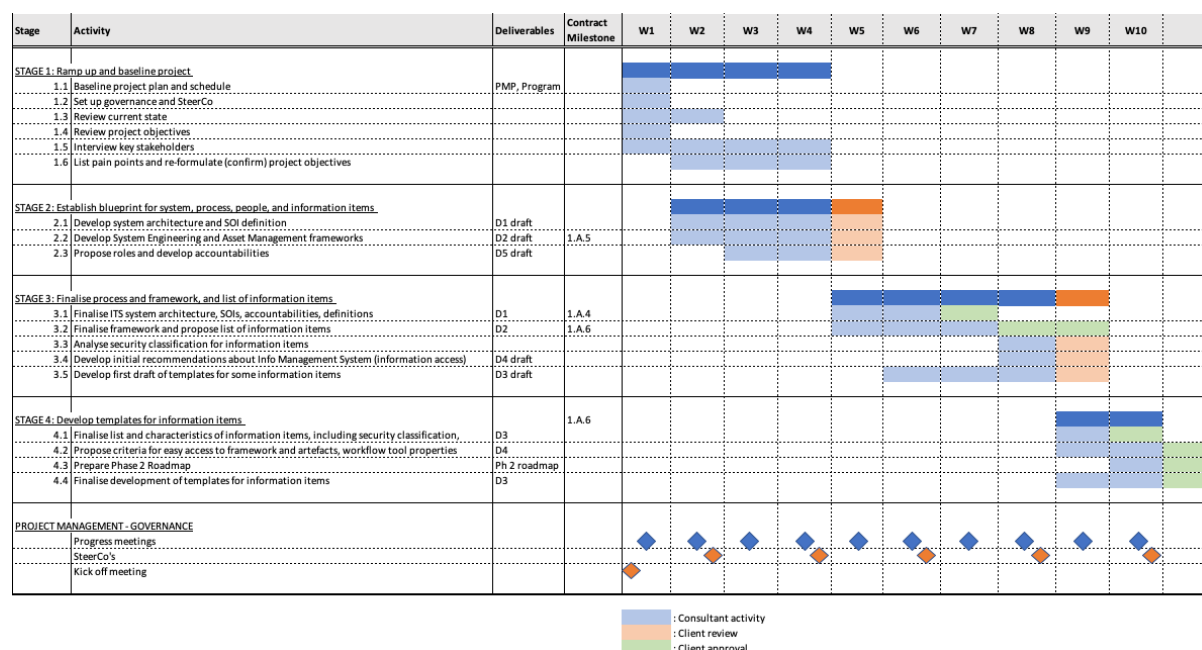 Stage Activity Deliverables Contract Milestone W1 W2 W3 W4 W5 W6 W7 W8 W9 W10
STAGE 1: Ramp up and baseline project
1.1 Baseline project plan and schedule PMP, Program
1.2 Set up governance and SteerCo
1.3 Review current state
1.4 Review project objectives
1.5 Interview key stakeholders
1.6 List pain points and re-formulate (confirm) project objectives
STAGE 2: Establish blueprint for system, process, people, and information items
2.1 Develop system architecture and SOI definition D1 draft
2.2 Develop System Engineering and Asset Management frameworks D2 draft 1.A.5
2.3 Propose roles and develop accountabilities D5 draft
STAGE 3: Finalise process and framework, and list of information items
3.1 Finalise ITS system architecture, SOIs, accountabilities, definitions D1 1.A.4
3.2 Finalise framework and propose list of information items D2 1.A.6
3.3 Analyse security classification for information items
3.4 Develop initial recommendations about Info Management System (information access) D4 draft
3.5 Develop first draft of templates for some information items D3 draft
STAGE 4: Develop templates for information items 1.A.6
4.1 Finalise list and characteristics of information items, including security classification, D3
4.2 Propose criteria for easy access to framework and artefacts, workflow tool properties D4
4.3 Prepare Phase 2 Roadmap Ph 2 roadmap
4.4 Finalise development of templates for information items D3
PROJECT MANAGEMENT - GOVERNANCE
Progress meetings
SteerCo's
Kick off meeting
: Consultant activity
: Client review
: Client approval